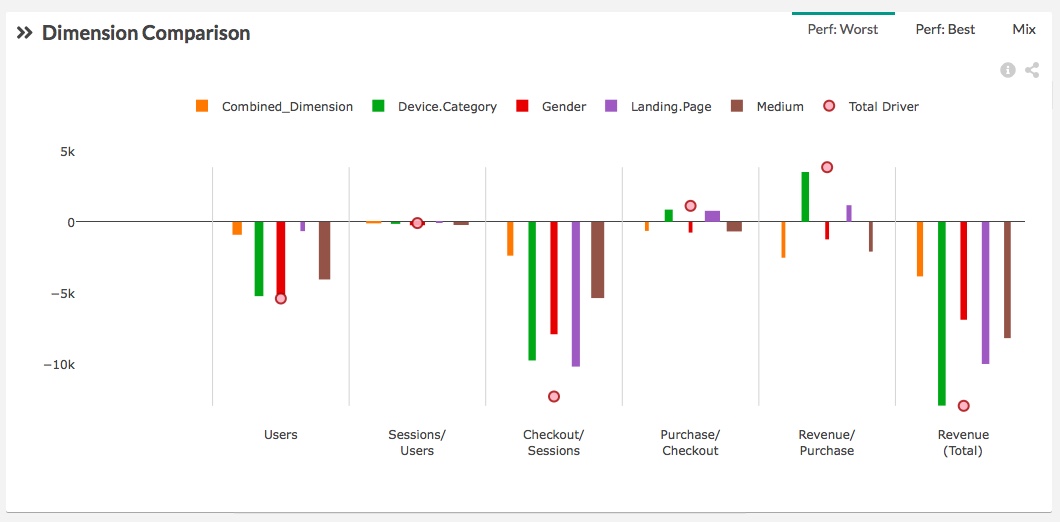 Dimension Comparison
Perf: Worst
Perf: Best
Mix
Combined_Dimension
Device.Category
Gender
Landing.Page
Medium
Total Driver
5k
0
−5k
−10k
Users
Sessions/
Users
Checkout/
Sessions
Purchase/
Checkout
Revenue/
Purchase
Revenue
(Total)